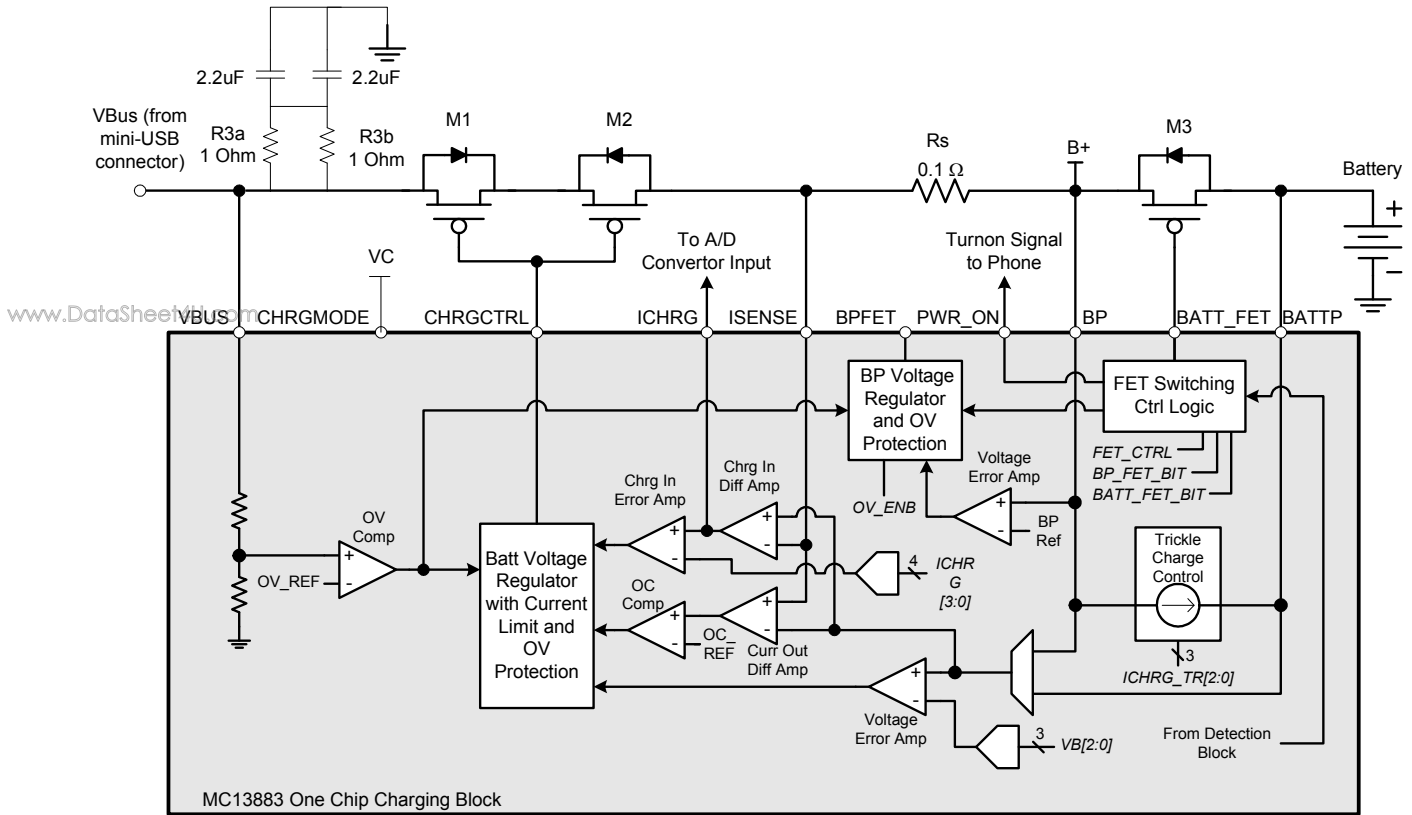 2.2uF
2.2uF
VBus (from
mini-USB
connector)
R3a
1 Ohm
R3b
1 Ohm
M1
M2
Rs
0.1 Ω
B+
M3
Battery
+
−
VC
To A/D
Convertor Input
Turnon Signal
to Phone
www.DataSheet4U.com
VBUS
CHRGMODE
CHRGCTRL
ICHRG
ISENSE
BPFET
PWR_ON
BP
BATT_FET
BATTP
BP Voltage
Regulator
and OV
Protection
FET Switching
Ctrl Logic
FET_CTRL
BP_FET_BIT
BATT_FET_BIT
OV_ENB
Voltage
Error Amp
+
-
BP
Ref
Chrg In
Error Amp
+
-
Chrg In
Diff Amp
+
-
OV
Comp
+
-
OV_REF
Batt Voltage
Regulator
with Current
Limit and
OV
Protection
4
ICHR
G
[3:0]
OC
Comp
+
-
OC_
REF
+
-
Curr Out
Diff Amp
Trickle
Charge
Control
3
ICHRG_TR[2:0]
+
-
Voltage
Error Amp
3
VB[2:0]
From Detection
Block
MC13883 One Chip Charging Block